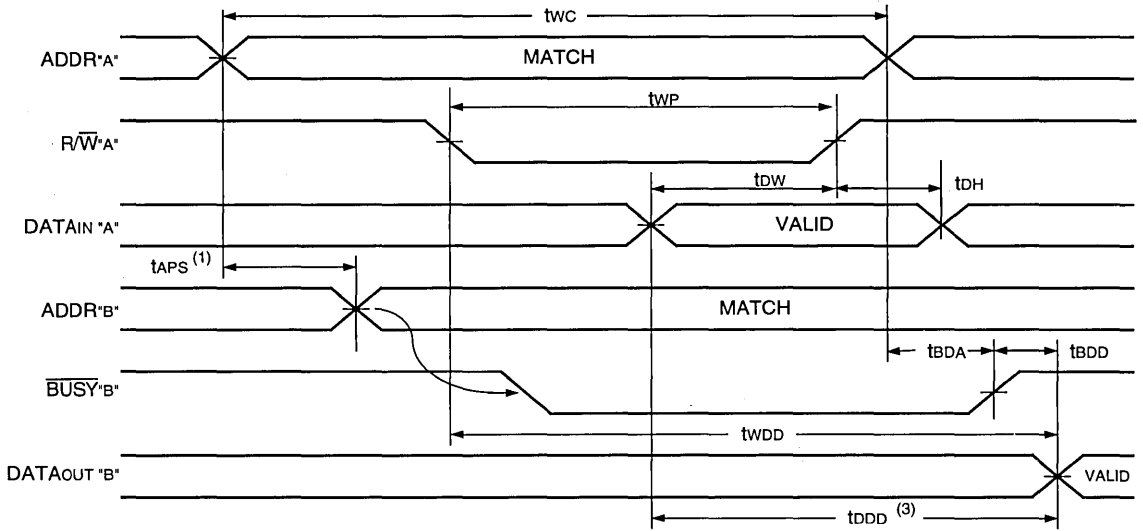 tWC
ADDR"A"
MATCH
tWP
R/W̅"A"
tDW
tDH
DATAIN "A"
VALID
tAPS (1)
ADDR"B"
MATCH
tBDA
tBDD
B̅U̅S̅Y̅"B"
tWDD
DATAOUT "B"
VALID
tDDD (3)